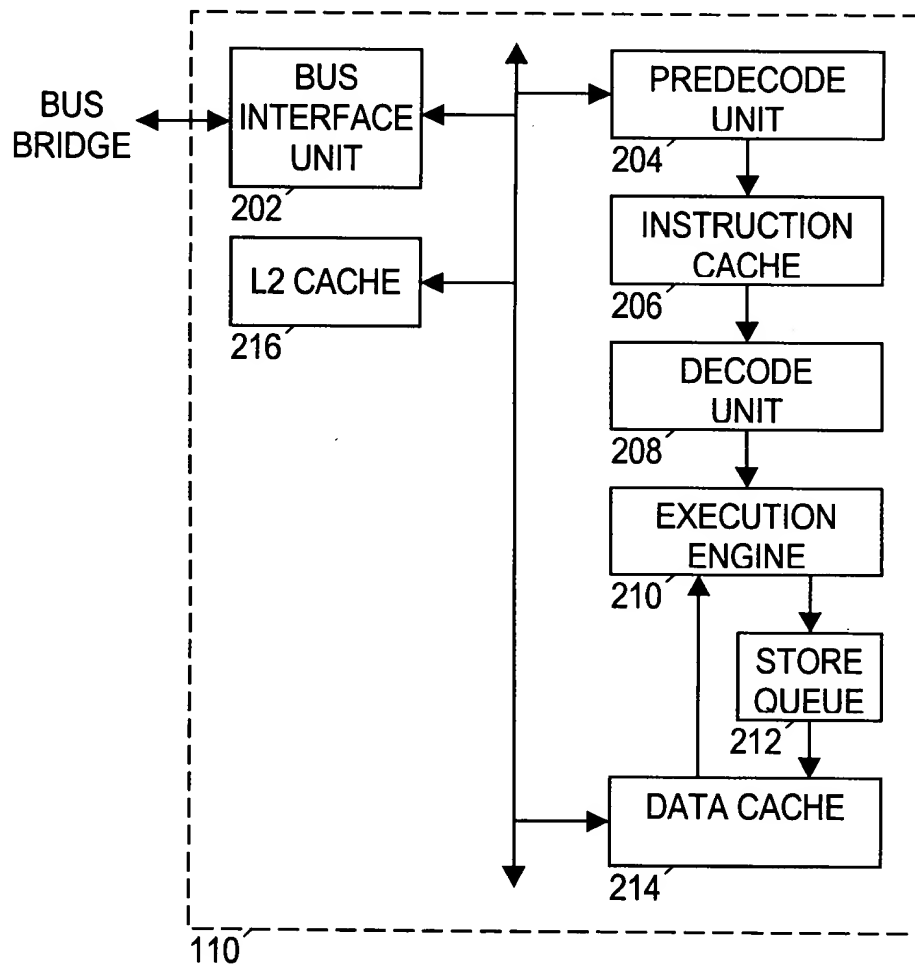 BUS
BRIDGE
BUS
INTERFACE
UNIT
202
L2 CACHE
216
PREDECODE
UNIT
204
INSTRUCTION
CACHE
206
DECODE
UNIT
208
EXECUTION
ENGINE
210
STORE
QUEUE
212
DATA CACHE
214
110